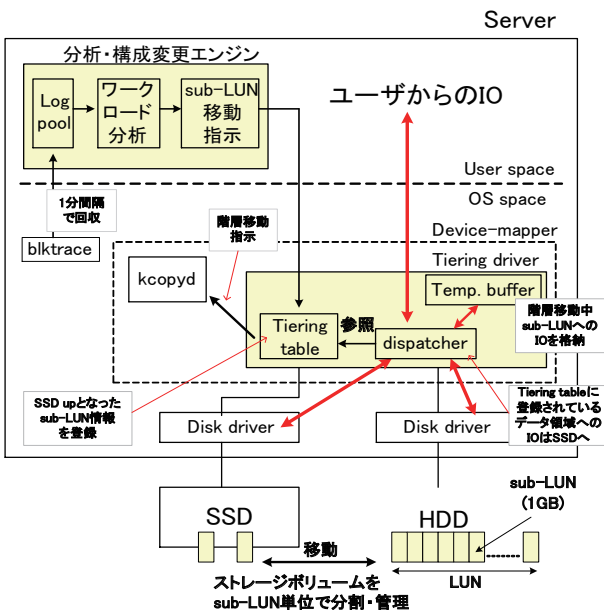 Server
分析・構成変更エンジン
Log
pool
ワーク
ロード
分析
sub-LUN
移動
指示
ユーザからのIO
User space
OS space
1分間隔
で回収
blktrace
階層移動
指示
Device-mapper
kcopyd
Tiering driver
Temp. buffer
Tiering
table
参照
dispatcher
階層移動中
sub-LUNへの
IOを格納
SSD upとなった
sub-LUN情報
を登録
Tiering tableに
登録されている
データ領域への
IOはSSDへ
Disk driver
Disk driver
SSD
HDD
sub-LUN
(1GB)
移動
LUN
ストレージボリュームを
sub-LUN単位で分割・管理